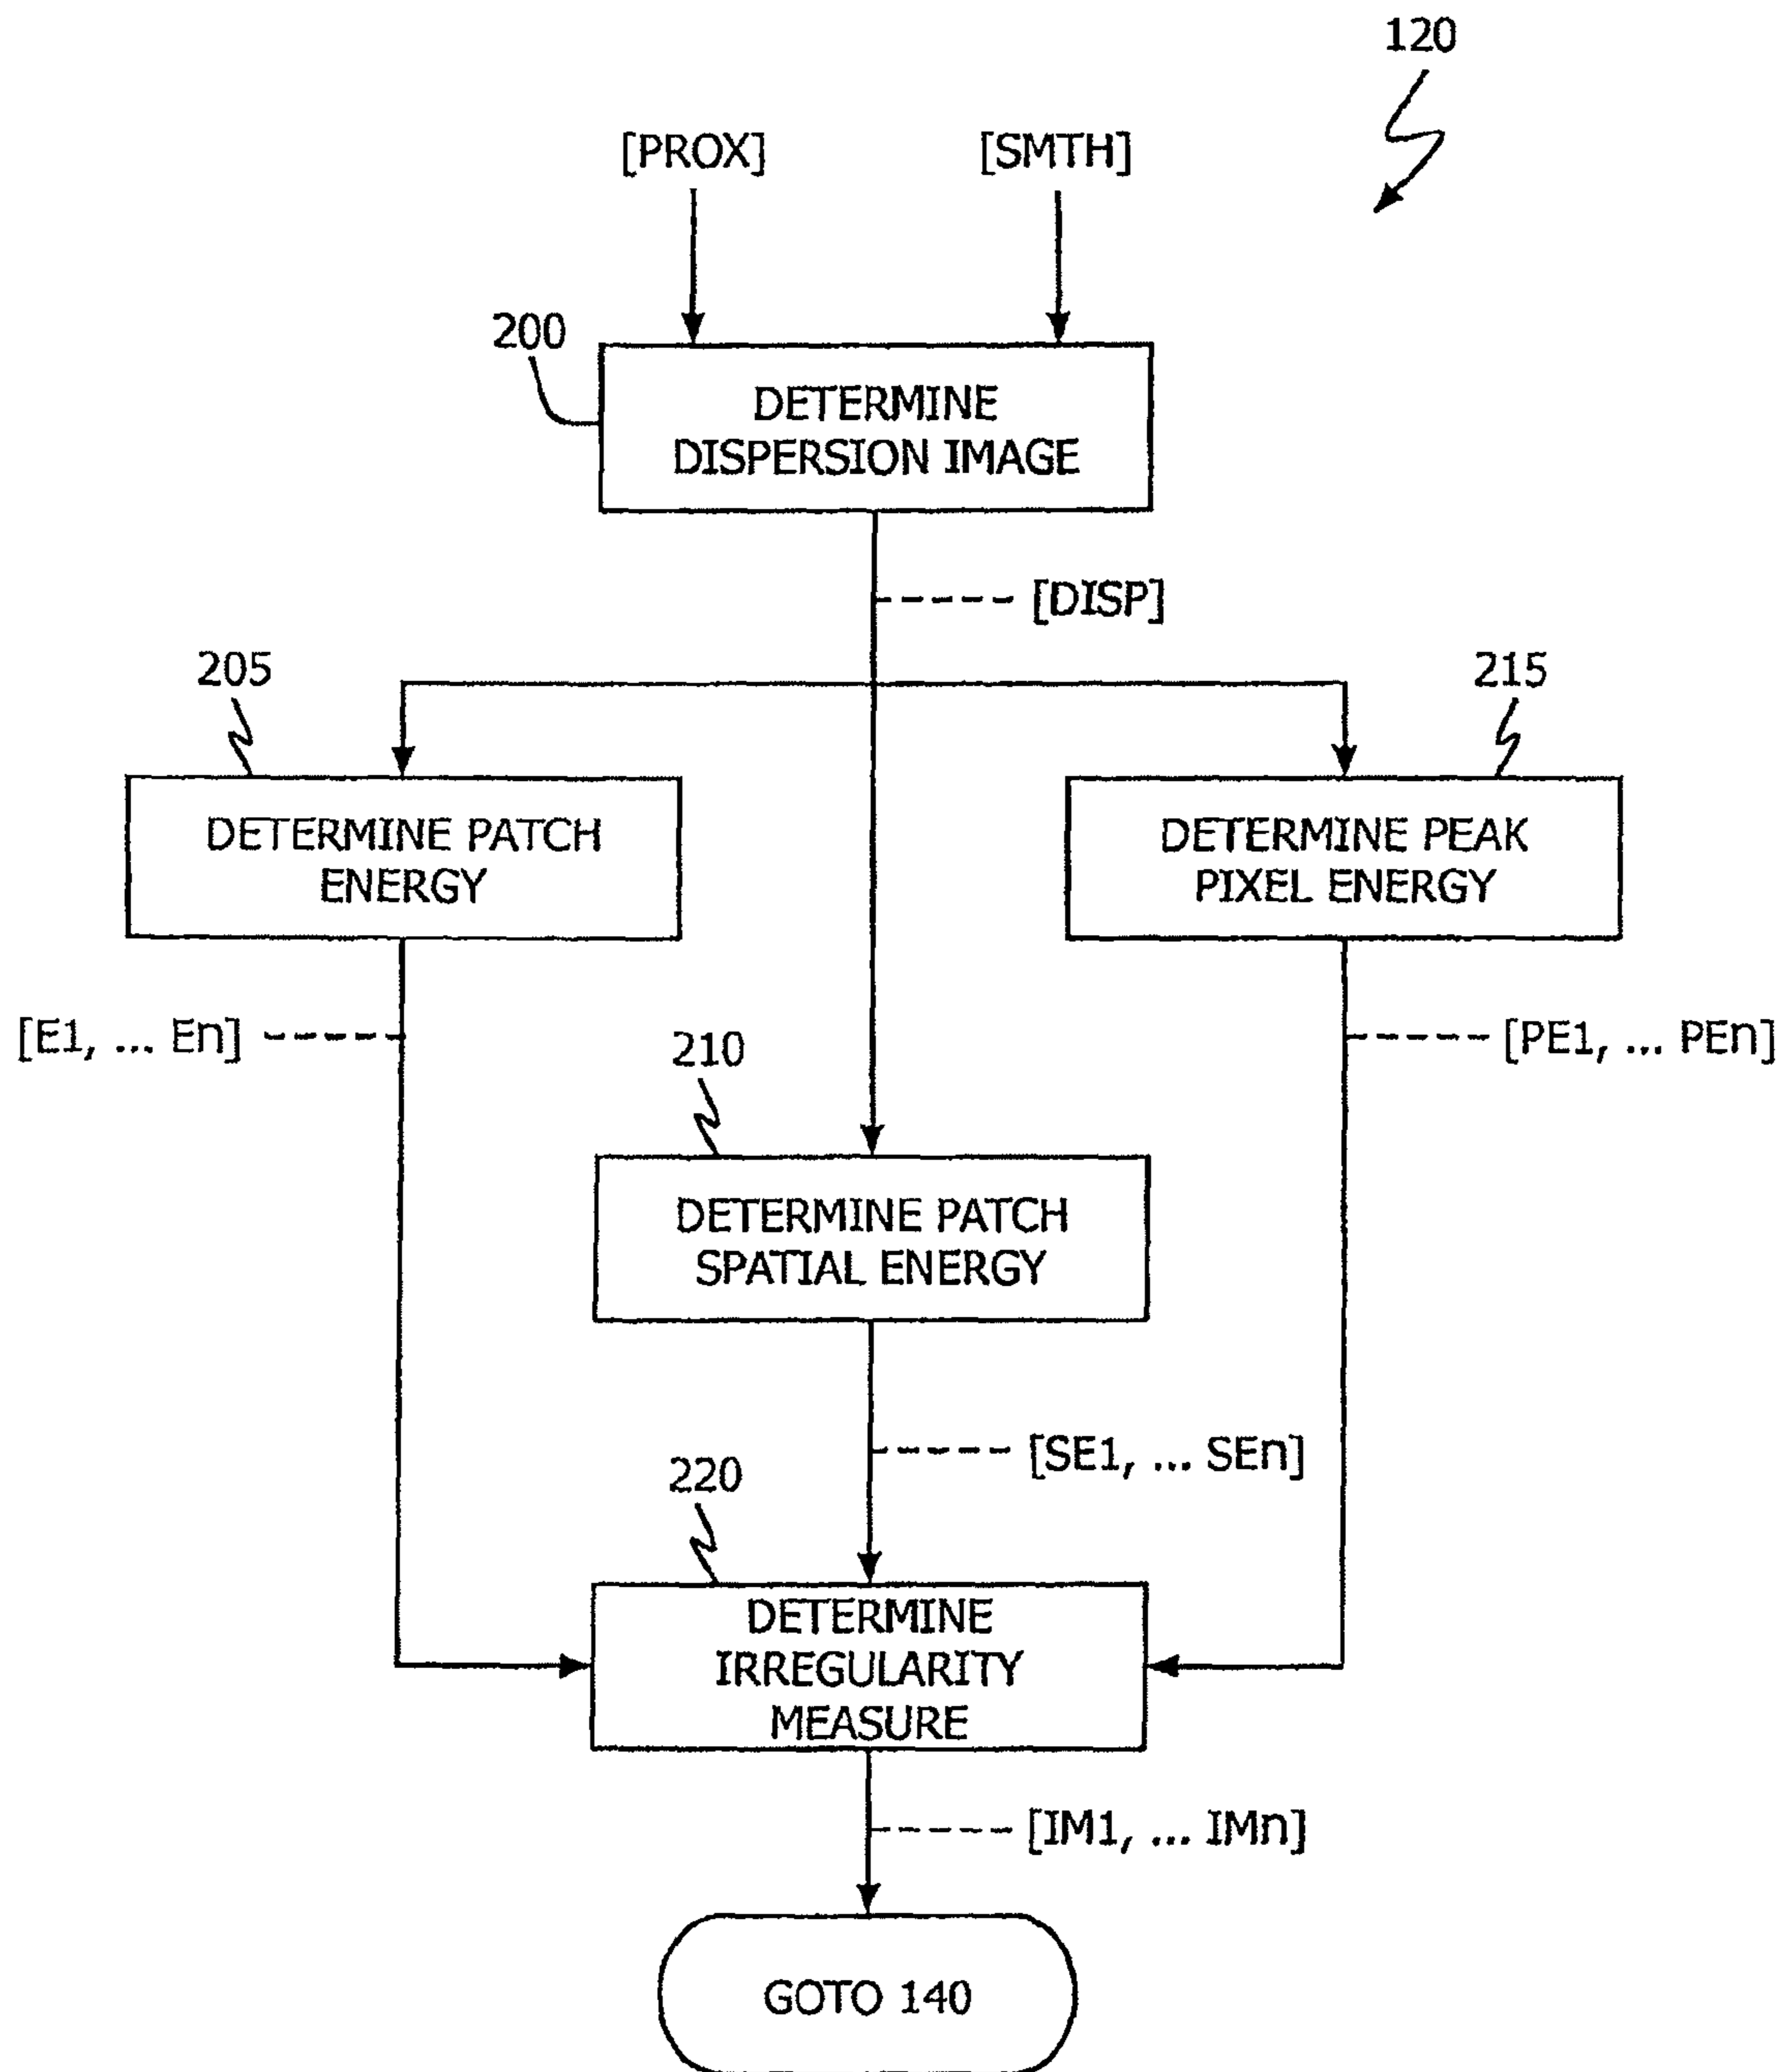 120
[PROX]
[SMTH]
200
DETERMINE
DISPERSION IMAGE
[DISP]
205
215
DETERMINE PATCH
ENERGY
DETERMINE PEAK
PIXEL ENERGY
[E1, ... En]
210
[PE1, ... PEn]
DETERMINE PATCH
SPATIAL ENERGY
[SE1, ... SEn]
220
DETERMINE
IRREGULARITY
MEASURE
[IM1, ... IMn]
GOTO 140